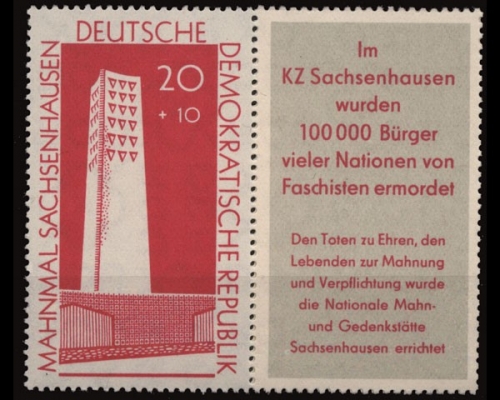 MAHNMAL SACHSENHAUSEN
DEUTSCHE
DEMOKRATISCHE REPUBLIK
20
+ 10
Im
KZ Sachsenhausen
wurden
100 000 Bürger
vieler Nationen von
Faschisten ermordet
Den Toten zu Ehren, den
Lebenden zur Mahnung
und Verpflichtung wurde
die Nationale Mahn-
und Gedenkstätte
Sachsenhausen errichtet